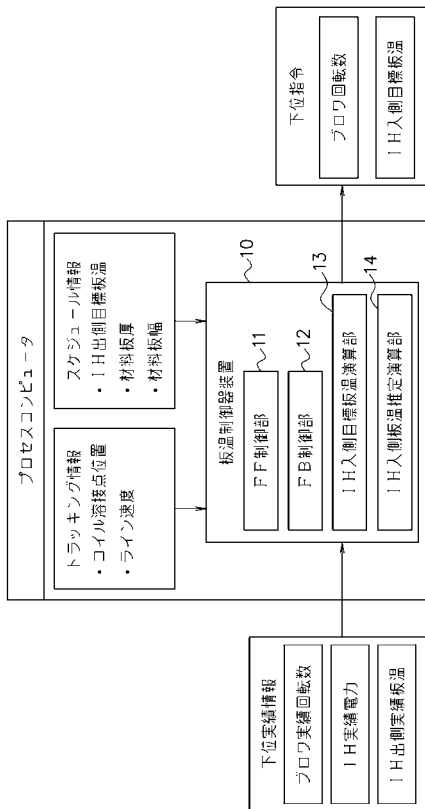 プロセスコンピュータ
トラッキング情報
・コイル溶接点位置
・ライン速度
スケジュール情報
・IH出側目標板温
・材料板厚
・材料板幅
下位実績情報
ブロワ実績回転数
IH実績電力
IH出側実績板温
板温制御器装置
10
FF制御部
11
FB制御部
12
IH入側目標板温演算部
13
IH入側板温推定演算部
14
下位指令
ブロワ回転数
IH入側目標板温